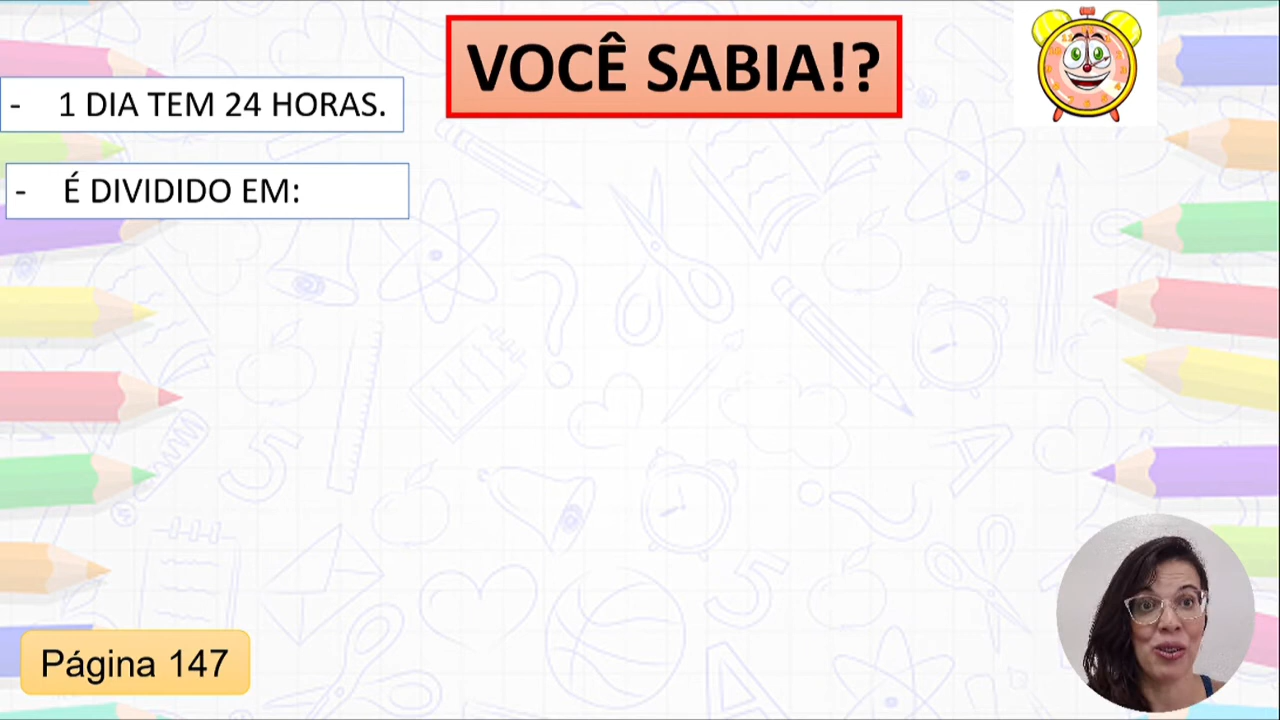 VOCÊ SABIA!?
- 1 DIA TEM 24 HORAS.
- É DIVIDIDO EM:
Página 147